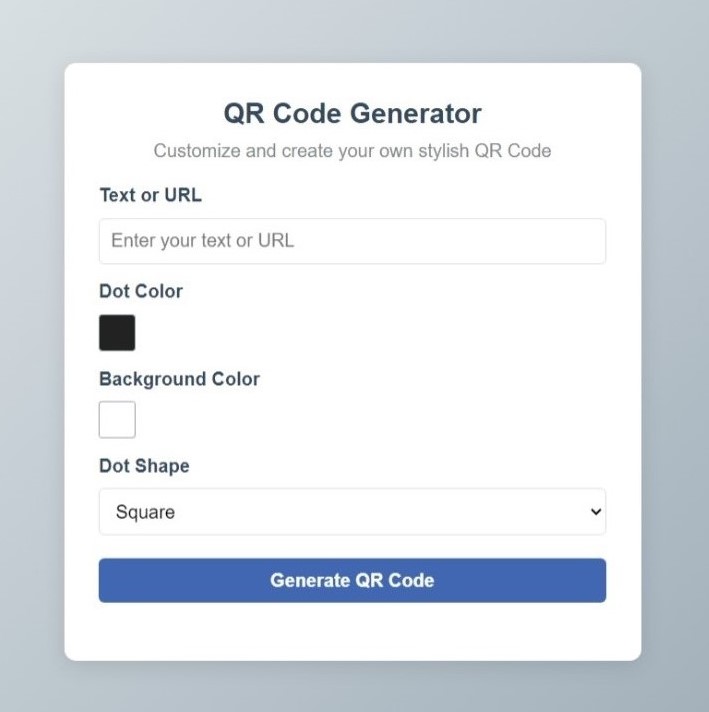 QR Code Generator
Customize and create your own stylish QR Code
Text or URL
Enter your text or URL
Dot Color
Background Color
Dot Shape
Square
Generate QR Code